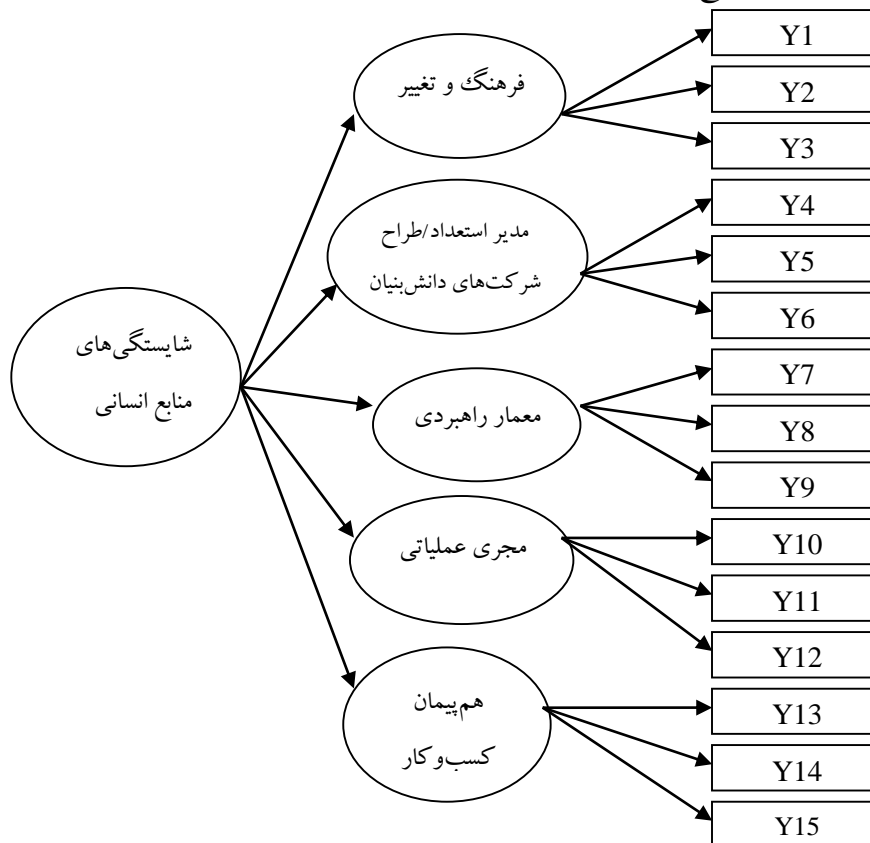 Y1
فرهنگ و تغییر
Y2
Y3
Y4
مدیر استعداد/طراح
Y5
شرکت‌های دانش‌بنیان
Y6
شایستگی‌های
منابع انسانی
Y7
معمار راهبردی
Y8
Y9
Y10
مجری عملیاتی
Y11
Y12
هم‌پیمان
کسب‌وکار
Y13
Y14
Y15